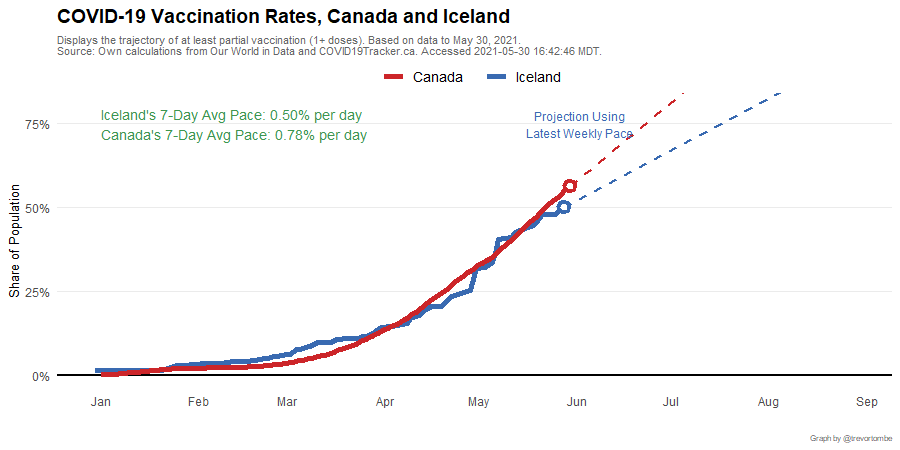 COVID-19 Vaccination Rates, Canada and Iceland
Displays the trajectory of at least partial vaccination (1+ doses). Based on data to May 30, 2021.
Source: Own calculations from Our World in Data and COVID19Tracker.ca. Accessed 2021-05-30 16:42:46 MDT.
Canada Iceland
Iceland's 7-Day Avg Pace: 0.50% per day
Canada's 7-Day Avg Pace: 0.78% per day
Projection Using
Latest Weekly Pace
Share of Population
75%
50%
25%
0%
Jan Feb Mar Apr May Jun Jul Aug Sep
Graph by @trevortombe